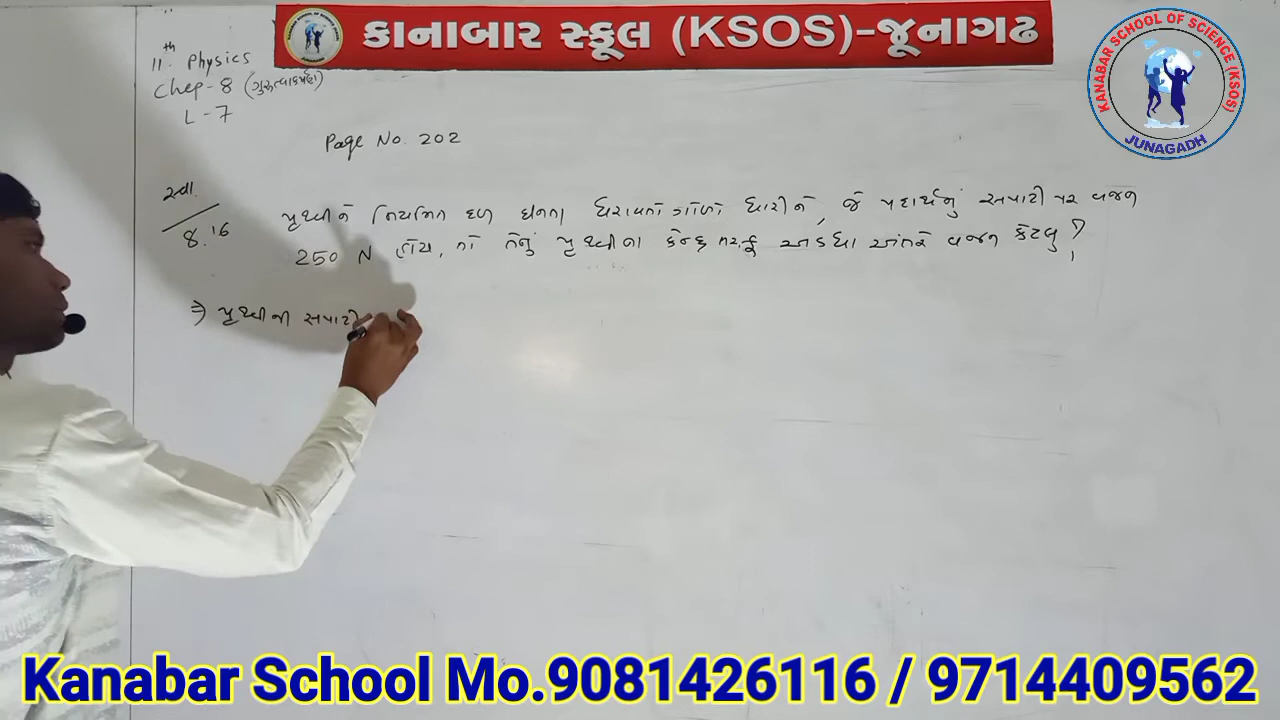 કાનાબાર સ્કૂલ (KSOS)-જૂનાગઢ
KANABAR SCHOOL OF SCIENCE (KSOS)
JUNAGADH
11th Physics
Chep-8 (ગુરુત્વાકર્ષણ)
L-7
Page No. 202
સ્વા.
8.16
પૃથ્વીને નિયમિત દળ ઘનતા ધરાવતો ગોળો ધારીને, જે પદાર્થનું સપાટી પર વજન
250 N હોય, તો તેનું પૃથ્વીના કેન્દ્ર તરફ અડધા અંતરે વજન કેટલુ?
⇒ પૃથ્વીની સપાટી
Kanabar School Mo.9081426116 / 9714409562